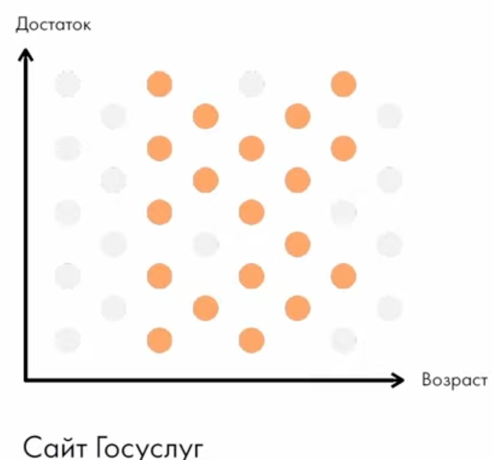 Достаток
Возраст
Сайт Госуслуг